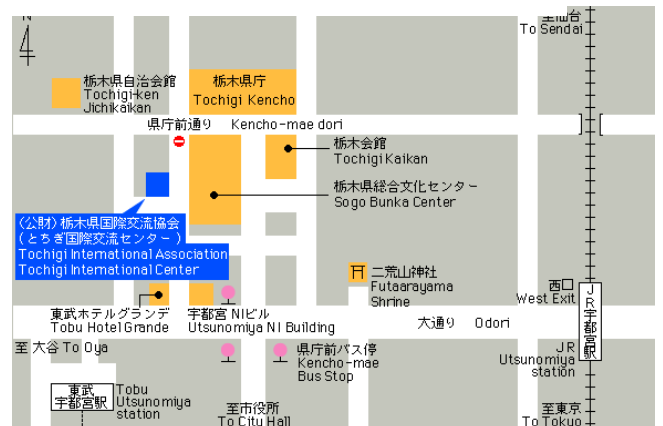 至仙台
To Sendai
栃木県自治会館
Tochigi-ken
Jichikaikan
栃木県庁
Tochigi Kencho
県庁前通り Kencho-mae dori
栃木会館
Tochigi Kaikan
栃木県総合文化センター
Sogo Bunka Center
(公財)栃木県国際交流協会
(とちぎ国際交流センター)
Tochigi International Association
Tochigi International Center
二荒山神社
Futaarayama
Shrine
西口
West Exit
東武ホテルグランデ
Tobu Hotel Grande
宇都宮 NIビル
Utsunomiya NI Building
大通り Odori
JR宇都宮駅
至 大谷 To Oya
県庁前バス停
Kencho-mae
Bus Stop
JR
Utsunomiya
station
東武
宇都宮駅
Tobu
Utsunomiya
station
至市役所
To City Hall
至東京
To Tokyo